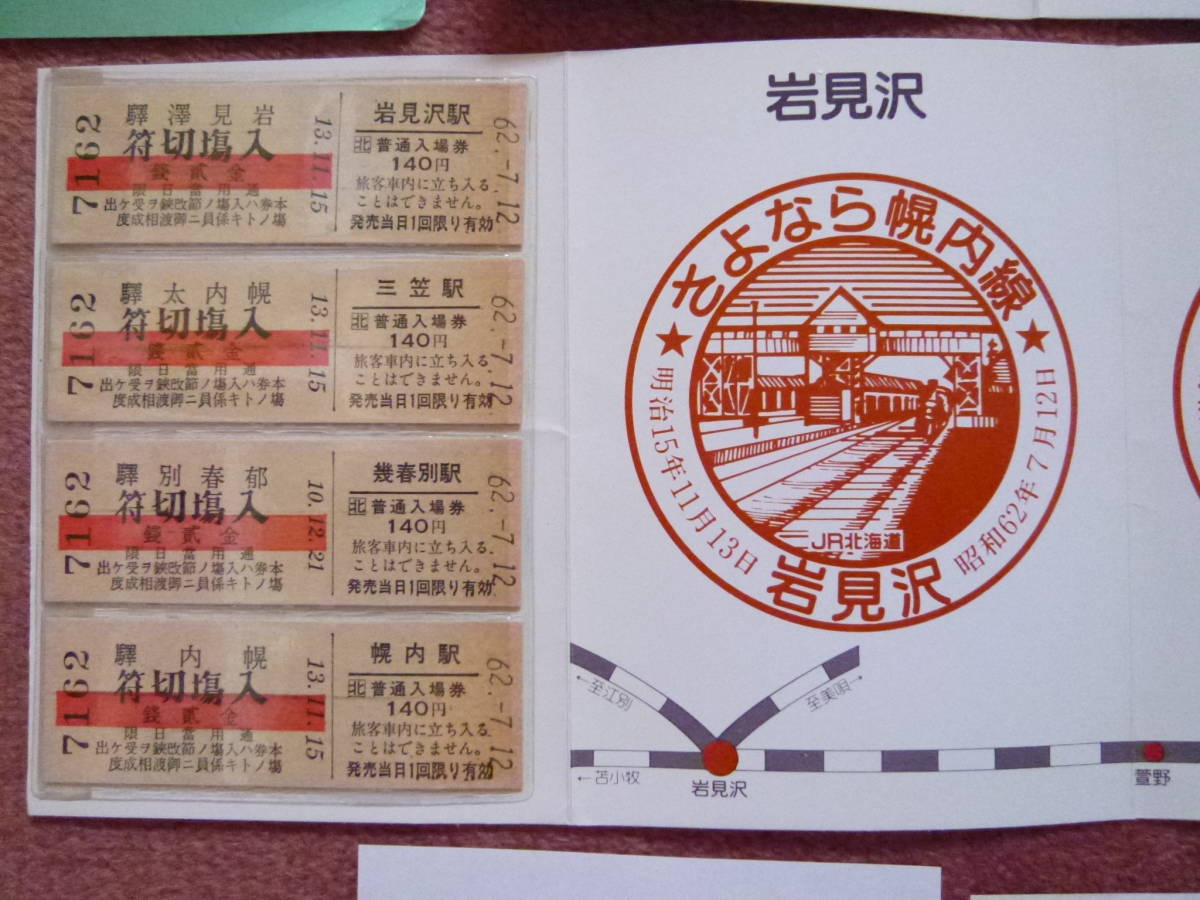 驛澤見岩
符切塲入
錢貳金
限日當用通
出ケ受ヲ鋏改節ノ塲入ハ券本
度成相渡御ニ員係キトノ塲
7162
13.11.15
岩見沢駅
北 普通入場券
140円
旅客車内に立ち入る
ことはできません。
発売当日1回限り有効
62.-7.12
驛太内幌
符切塲入
錢貳金
限日當用通
出ケ受ヲ鋏改節ノ塲入ハ券本
度成相渡御ニ員係キトノ塲
7162
13.11.15
三笠駅
北 普通入場券
140円
旅客車内に立ち入る
ことはできません。
発売当日1回限り有効
62.-7.12
驛別春郁
符切塲入
錢貳金
限日當用通
出ケ受ヲ鋏改節ノ塲入ハ券本
度成相渡御ニ員係キトノ塲
7162
10.12.21
幾春別駅
北 普通入場券
140円
旅客車内に立ち入る
ことはできません。
発売当日1回限り有効
62.-7.12
驛内幌
符切塲入
錢貳金
限日當用通
出ケ受ヲ鋏改節ノ塲入ハ券本
度成相渡御ニ員係キトノ塲
7162
13.11.15
幌内駅
北 普通入場券
140円
旅客車内に立ち入る
ことはできません。
発売当日1回限り有効
62.-7.12
岩見沢
★さよなら幌内線★
明治15年11月13日
昭和62年7月12日
JR北海道
岩見沢
←至江別
至美唄→
←苫小牧
岩見沢
萱野